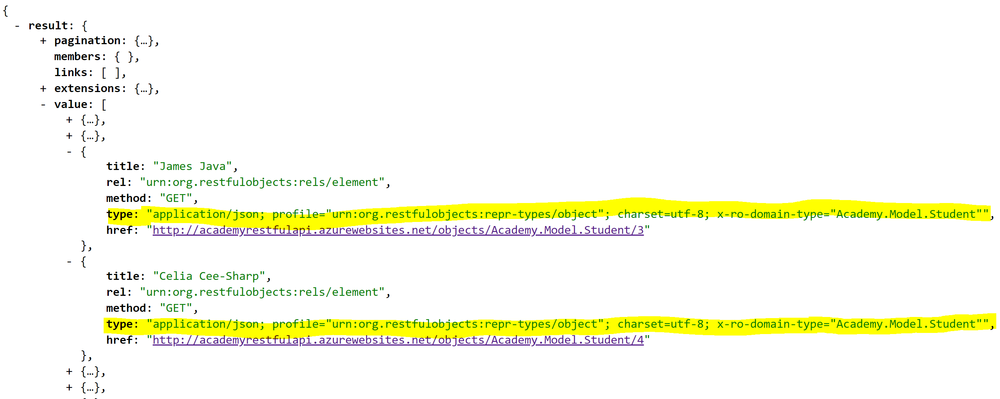 {
- result: {
+ pagination: {…},
members: { },
links: [ ],
+ extensions: {…},
- value: [
+ {…},
+ {…},
- {
title: "James Java",
rel: "urn:org.restfulobjects:rels/element",
method: "GET",
type: "application/json; profile="urn:org.restfulobjects:repr-types/object"; charset=utf-8; x-ro-domain-type="Academy.Model.Student"",
href: "http://academyrestfulapi.azurewebsites.net/objects/Academy.Model.Student/3"
},
- {
title: "Celia Cee-Sharp",
rel: "urn:org.restfulobjects:rels/element",
method: "GET",
type: "application/json; profile="urn:org.restfulobjects:repr-types/object"; charset=utf-8; x-ro-domain-type="Academy.Model.Student"",
href: "http://academyrestfulapi.azurewebsites.net/objects/Academy.Model.Student/4"
},
+ {…},
+ {…},